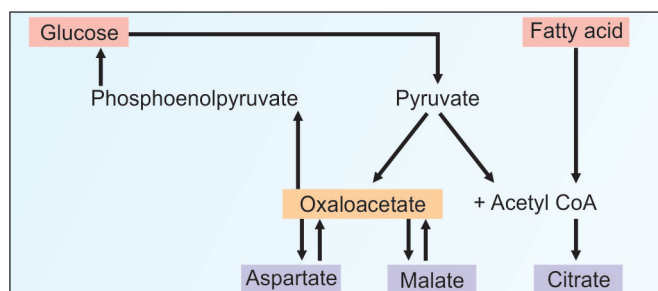 Glucose
Fatty acid
Phosphoenolpyruvate
Pyruvate
Oxaloacetate
+ Acetyl CoA
Aspartate
Malate
Citrate